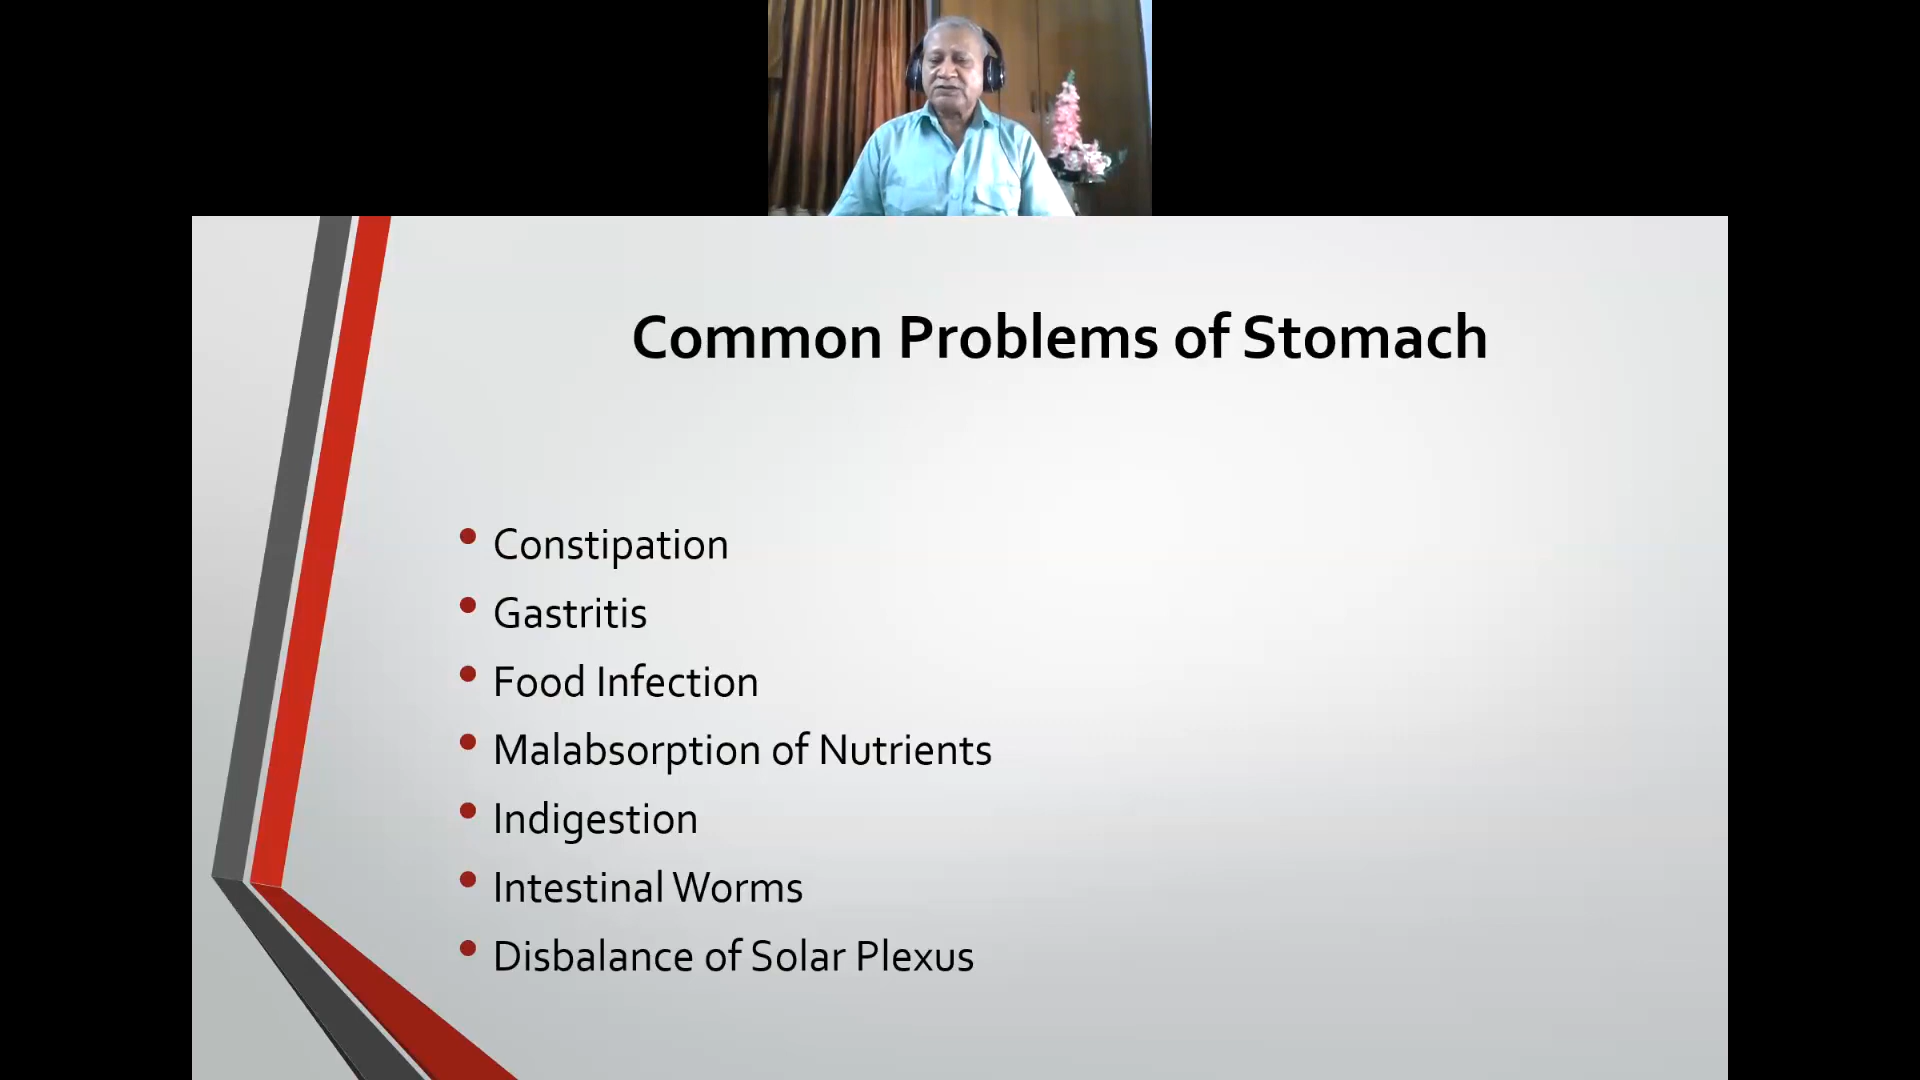 Common Problems of Stomach
• Constipation
• Gastritis
• Food Infection
• Malabsorption of Nutrients
• Indigestion
• Intestinal Worms
• Disbalance of Solar Plexus